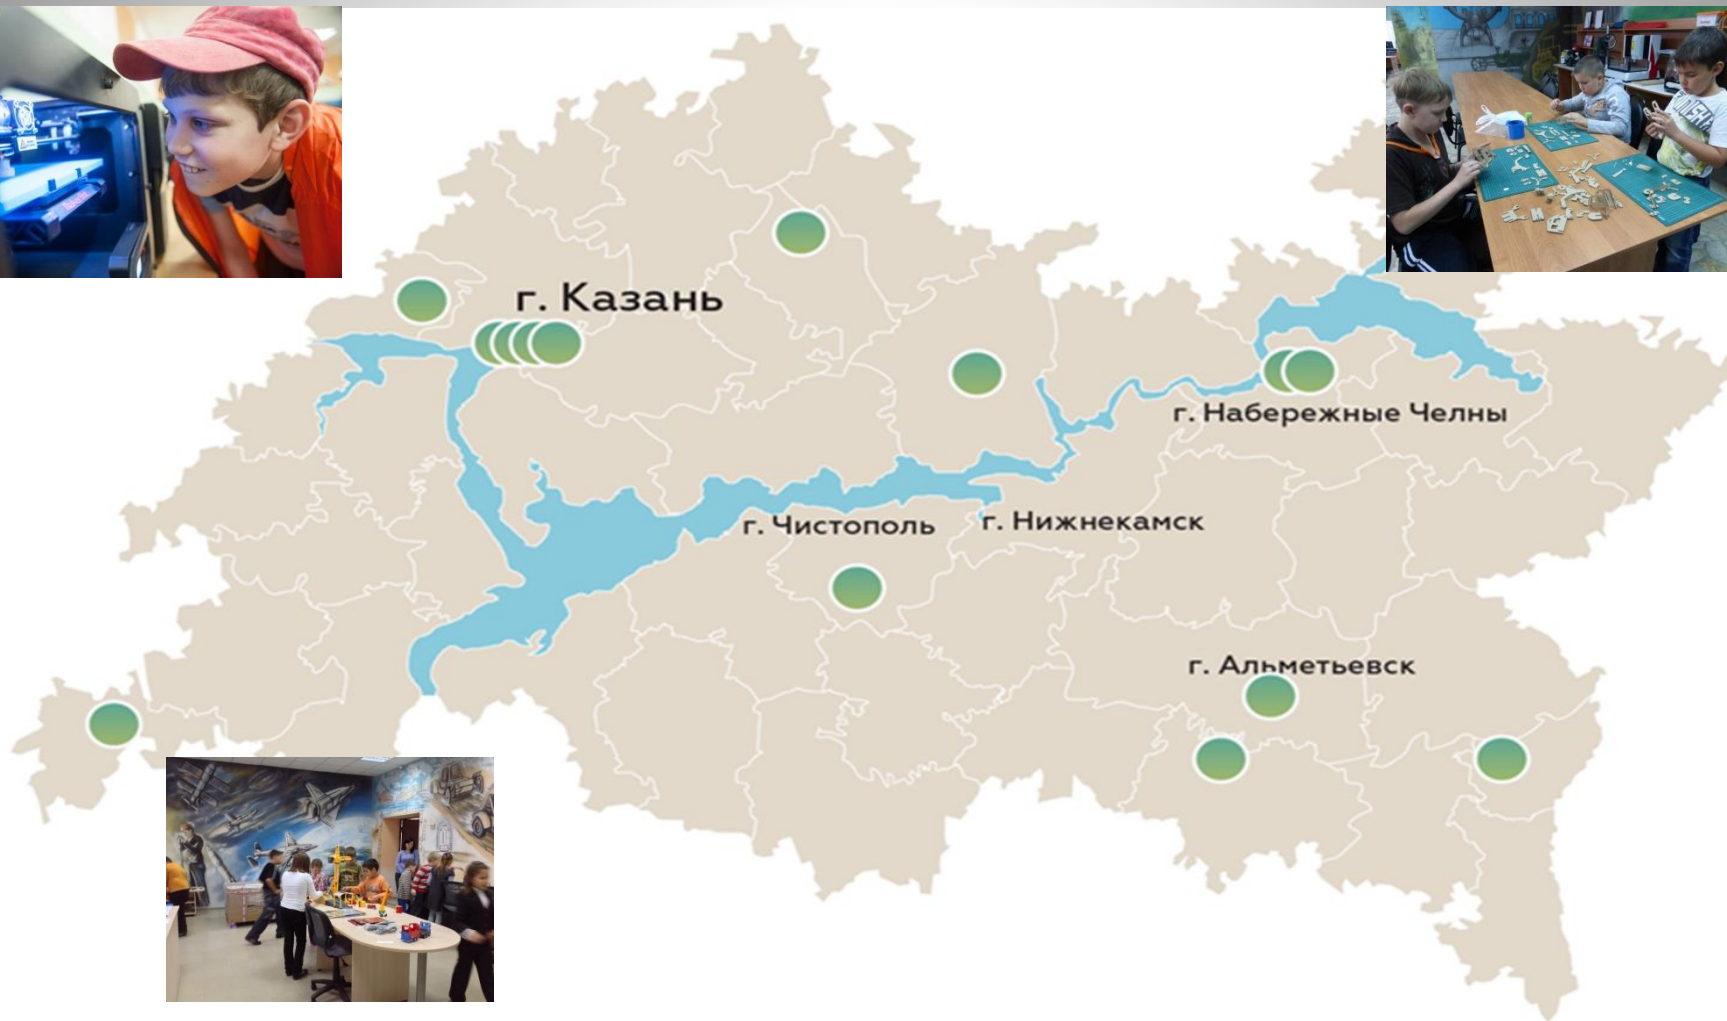 г. Казань
г. Набережные Челны
г. Чистополь
г. Нижнекамск
г. Альметьевск